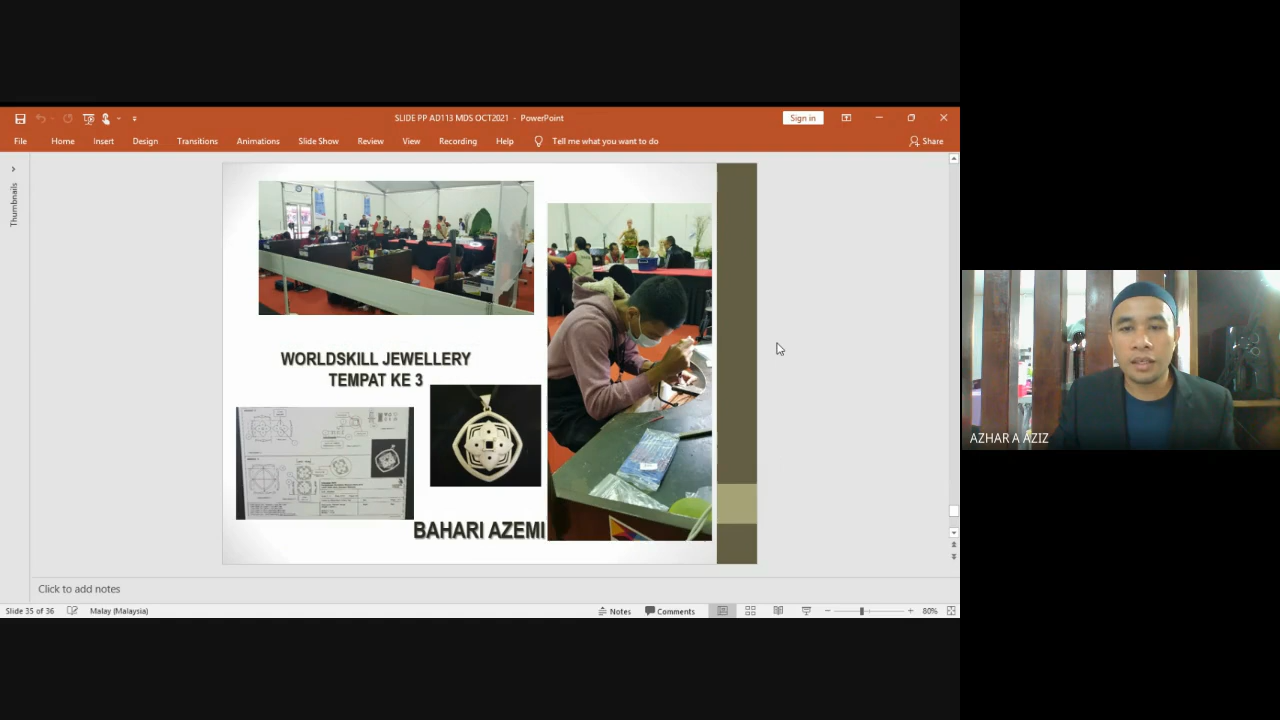 SLIDE PP AD113 MDS OCT2021 - PowerPoint
Sign in
File Home Insert Design Transitions Animations Slide Show Review View Recording Help Tell me what you want to do Share
Thumbnails
WORLDSKILL JEWELLERY
TEMPAT KE 3
BAHARI AZEMI
AZHAR A AZIZ
Click to add notes
Slide 35 of 36 Malay (Malaysia) Notes Comments 80%